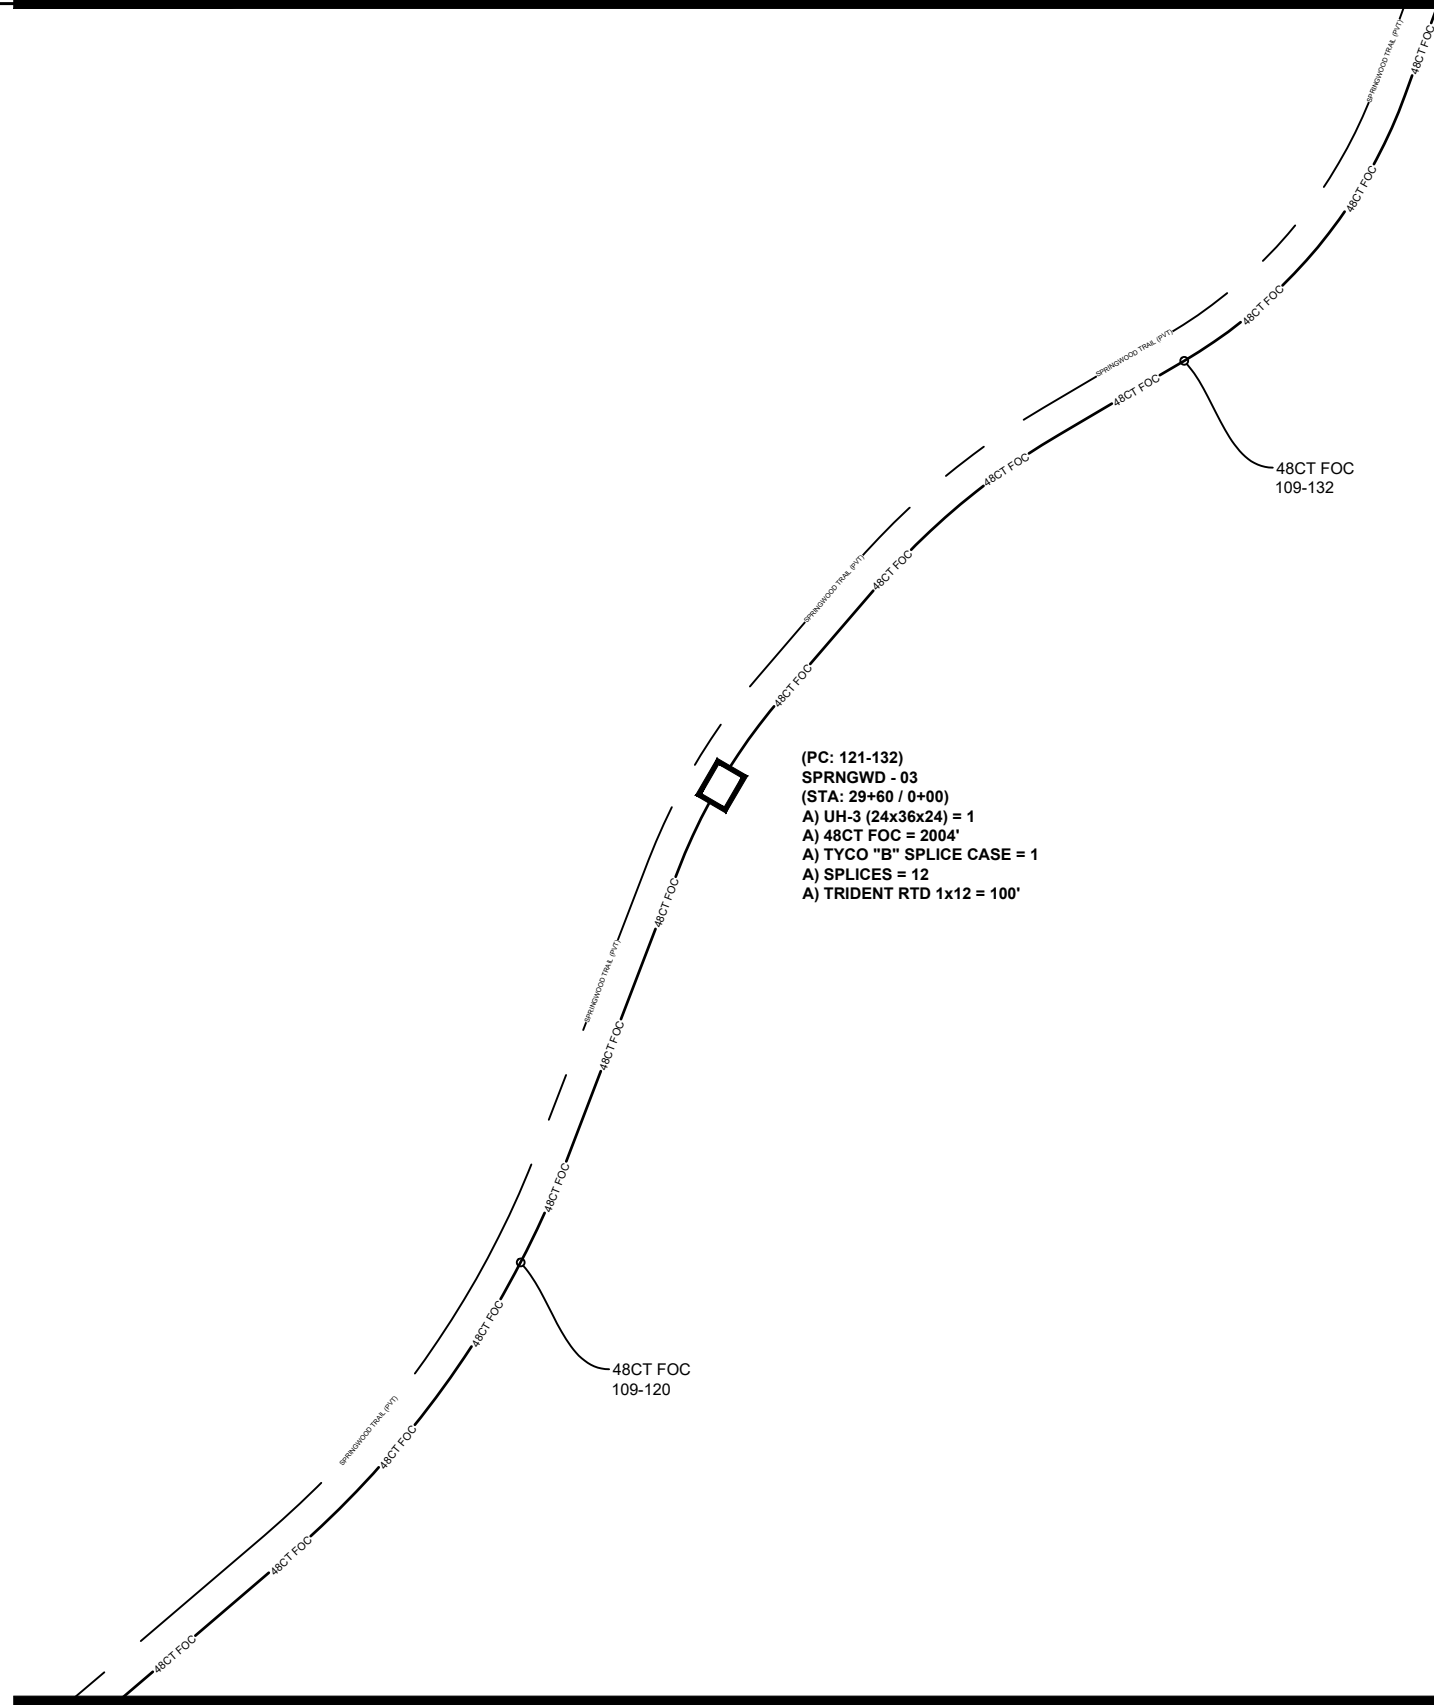 SPRINGWOOD TRAIL (PVT)
48CT FOC
48CT FOC
48CT FOC
SPRINGWOOD TRAIL (PVT)
48CT FOC
48CT FOC
109-132
48CT FOC
SPRINGWOOD TRAIL (PVT)
48CT FOC
48CT FOC
(PC: 121-132)
SPRNGWD - 03
(STA: 29+60 / 0+00)
A) UH-3 (24x36x24) = 1
A) 48CT FOC = 2004'
A) TYCO "B" SPLICE CASE = 1
A) SPLICES = 12
A) TRIDENT RTD 1x12 = 100'
48CT FOC
SPRINGWOOD TRAIL (PVT)
48CT FOC
48CT FOC
48CT FOC
48CT FOC
109-120
SPRINGWOOD TRAIL (PVT)
48CT FOC
48CT FOC
48CT FOC